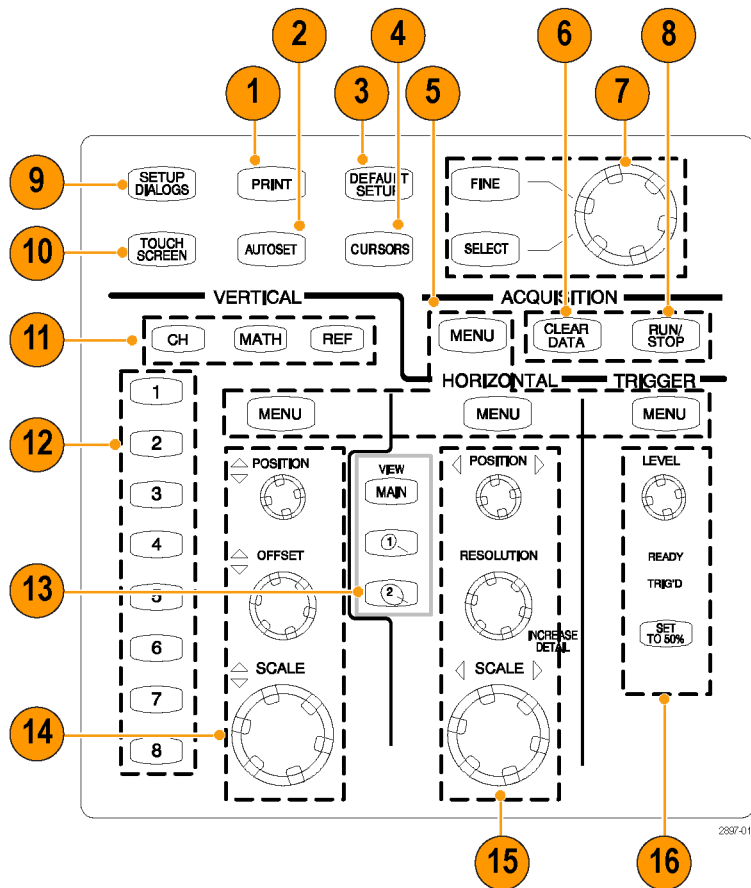 2
4
6
8
1
3
5
7
9
SETUP
DIALOGS
PRINT
DEFAULT
SETUP
FINE
10
TOUCH
SCREEN
AUTOSET
CURSORS
SELECT
VERTICAL
ACQUISITION
11
CH
MATH
REF
MENU
CLEAR
DATA
RUN/
STOP
HORIZONTAL
TRIGGER
1
MENU
MENU
MENU
12
2
POSITION
VIEW
MAIN
POSITION
LEVEL
3
4
1
OFFSET
RESOLUTION
READY
TRIG'D
13
5
2
INCREASE
DETAIL
SET
TO 50%
6
SCALE
SCALE
7
14
8
2897-01
15
16